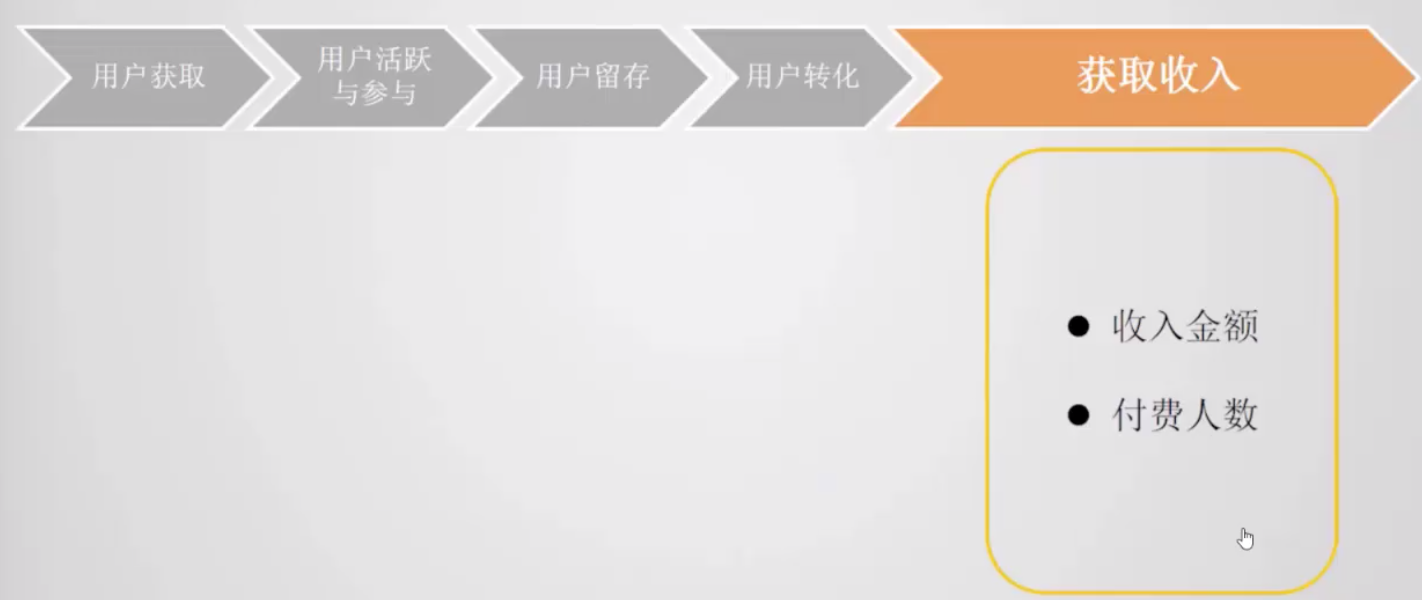 用户获取
用户活跃
与参与
用户留存
用户转化
获取收入
● 收入金额
● 付费人数